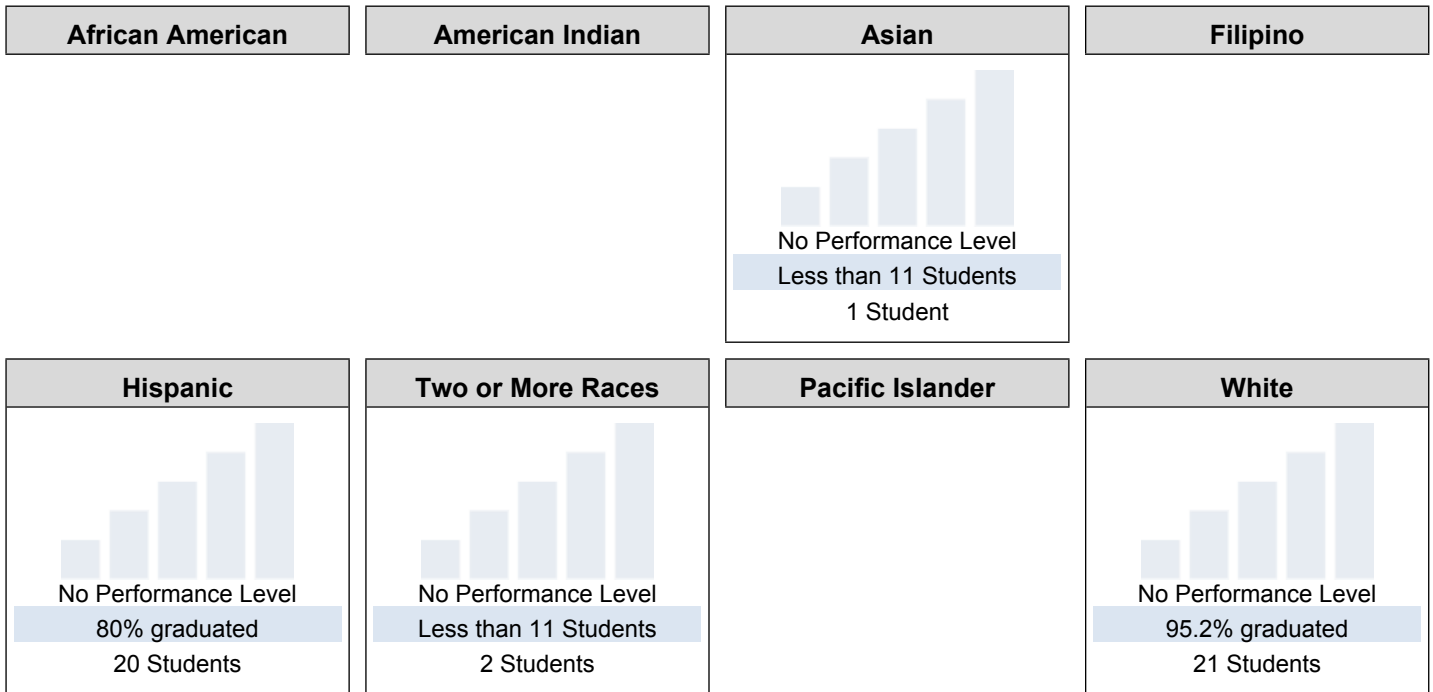 African American
American Indian
Asian
Filipino
No Performance Level
Less than 11 Students
1 Student
Hispanic
Two or More Races
Pacific Islander
White
No Performance Level
80% graduated
20 Students
No Performance Level
Less than 11 Students
2 Students
No Performance Level
95.2% graduated
21 Students